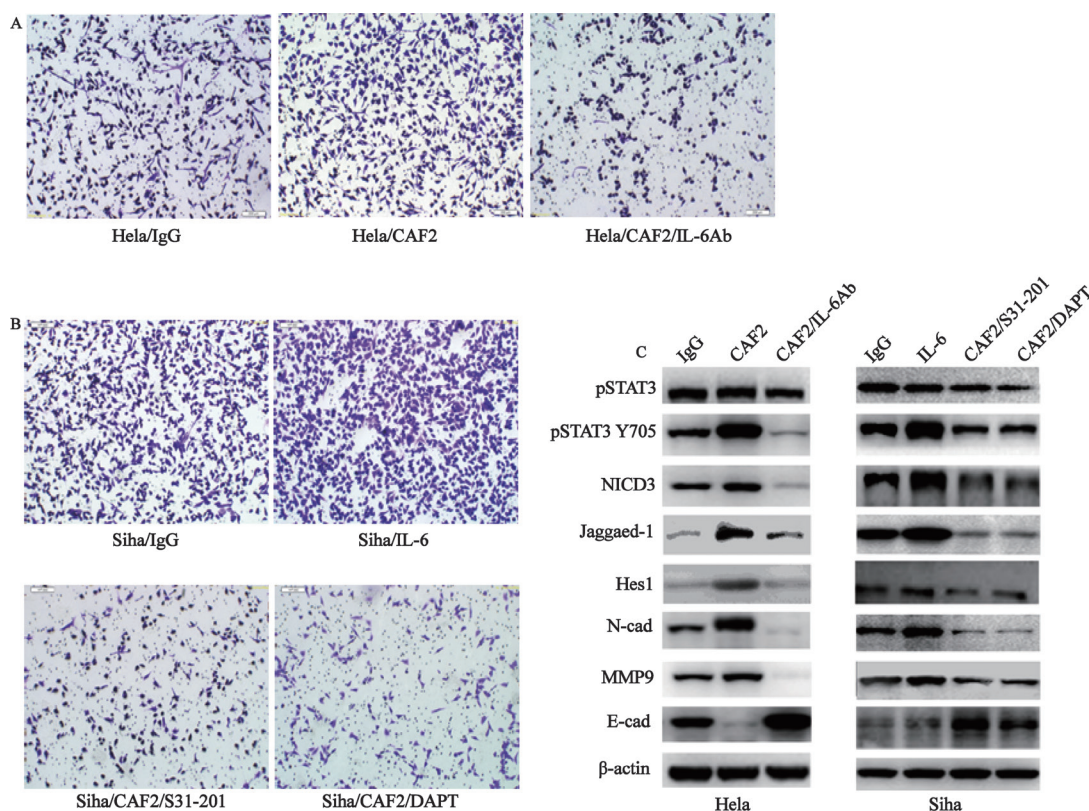 A
Hela/IgG Hela/CAF2 Hela/CAF2/IL-6Ab
B
Siha/IgG Siha/IL-6
Siha/CAF2/S31-201 Siha/CAF2/DAPT
C
IgG CAF2 CAF2/IL-6Ab IgG IL-6 CAF2/S31-201 CAF2/DAPT
pSTAT3
pSTAT3 Y705
NICD3
Jaggaed-1
Hes1
N-cad
MMP9
E-cad
β-actin
Hela Siha